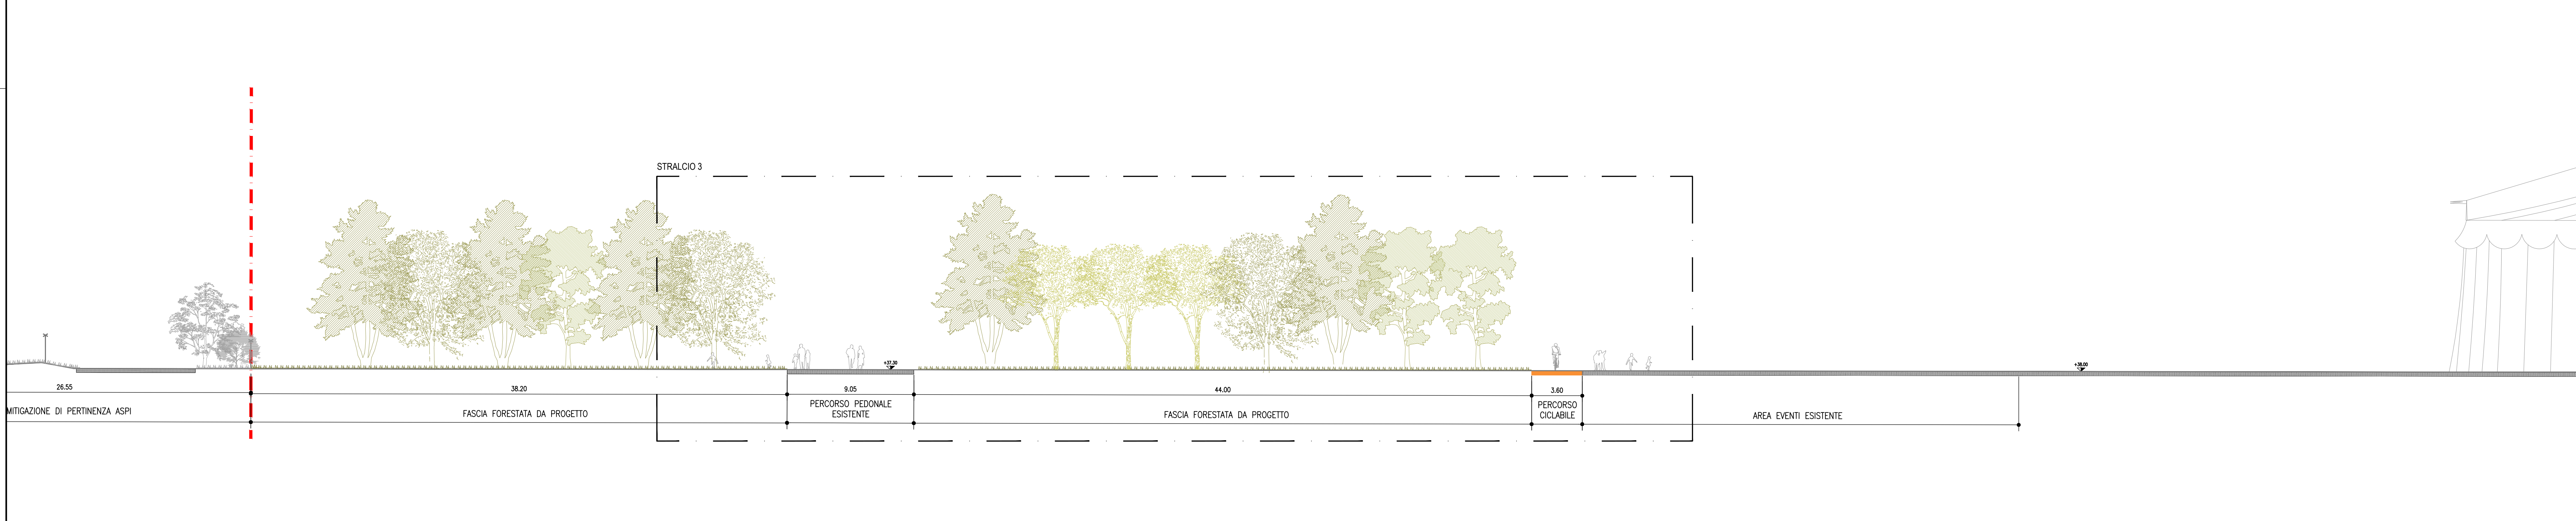 STRALCIO 3
+37.30
+38.00
26.55
38.20
9.05
44.00
3.60
MITIGAZIONE DI PERTINENZA ASPI
FASCIA FORESTATA DA PROGETTO
PERCORSO PEDONALE
ESISTENTE
FASCIA FORESTATA DA PROGETTO
PERCORSO
CICLABILE
AREA EVENTI ESISTENTE